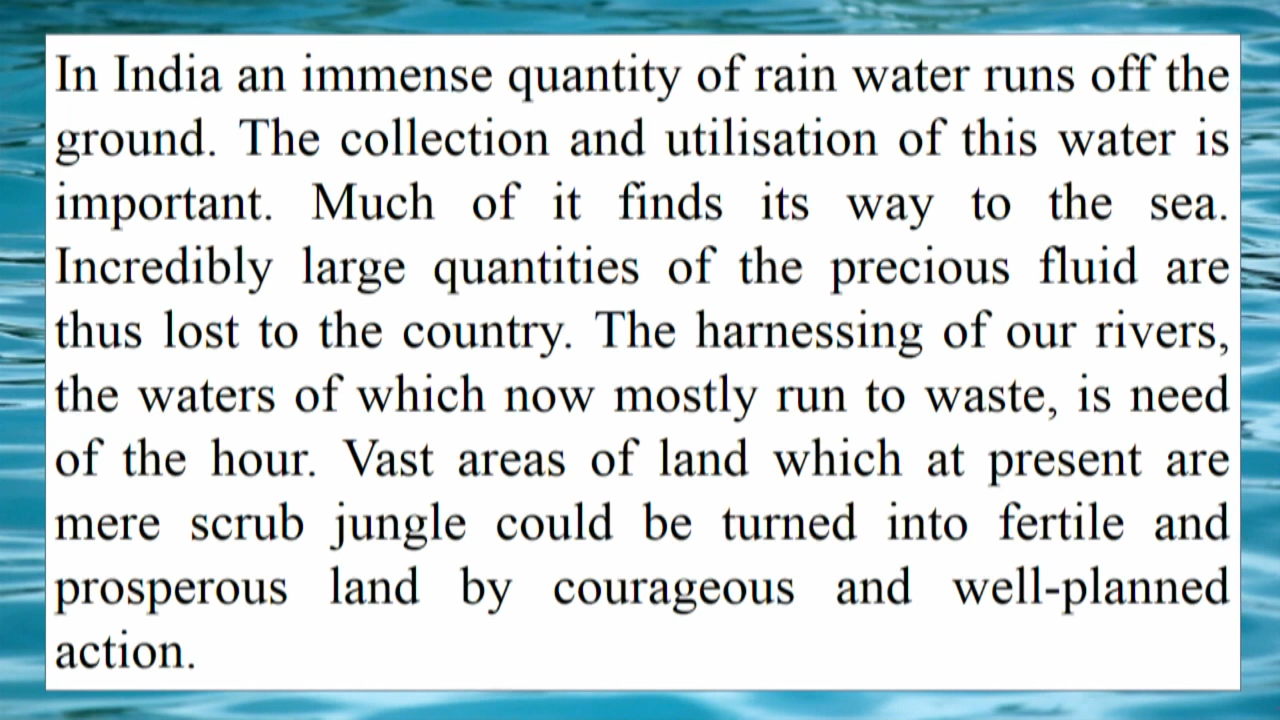 In India an immense quantity of rain water runs off the
ground. The collection and utilisation of this water is
important. Much of it finds its way to the sea.
Incredibly large quantities of the precious fluid are
thus lost to the country. The harnessing of our rivers,
the waters of which now mostly run to waste, is need
of the hour. Vast areas of land which at present are
mere scrub jungle could be turned into fertile and
prosperous land by courageous and well-planned
action.